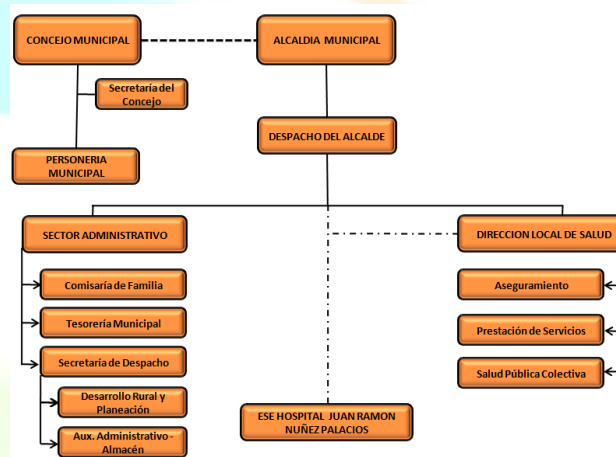 CONCEJO MUNICIPAL
ALCALDIA MUNICIPAL
Secretaría del
Concejo
DESPACHO DEL ALCALDE
PERSONERIA
MUNICIPAL
SECTOR ADMINISTRATIVO
DIRECCION LOCAL DE SALUD
Comisaría de Familia
Aseguramiento
Tesorería Municipal
Prestación de Servicios
Secretaría de Despacho
Salud Pública Colectiva
Desarrollo Rural y
Planeación
ESE HOSPITAL JUAN RAMON
NUÑEZ PALACIOS
Aux. Administrativo -
Almacén